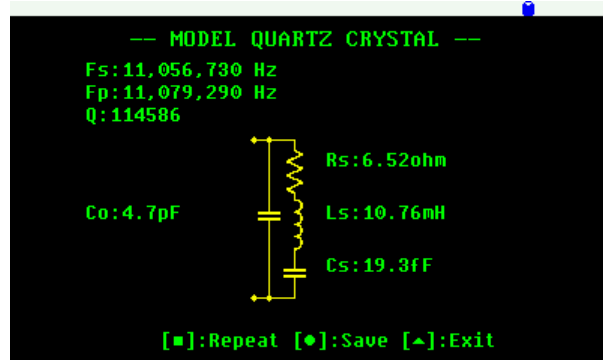 -- MODEL QUARTZ CRYSTAL --
Fs:11,056,730 Hz
Fp:11,079,290 Hz
Q:114586
Rs:6.52ohm
Co:4.7pF Ls:10.76mH
Cs:19.3fF
[■]:Repeat [●]:Save [▲]:Exit